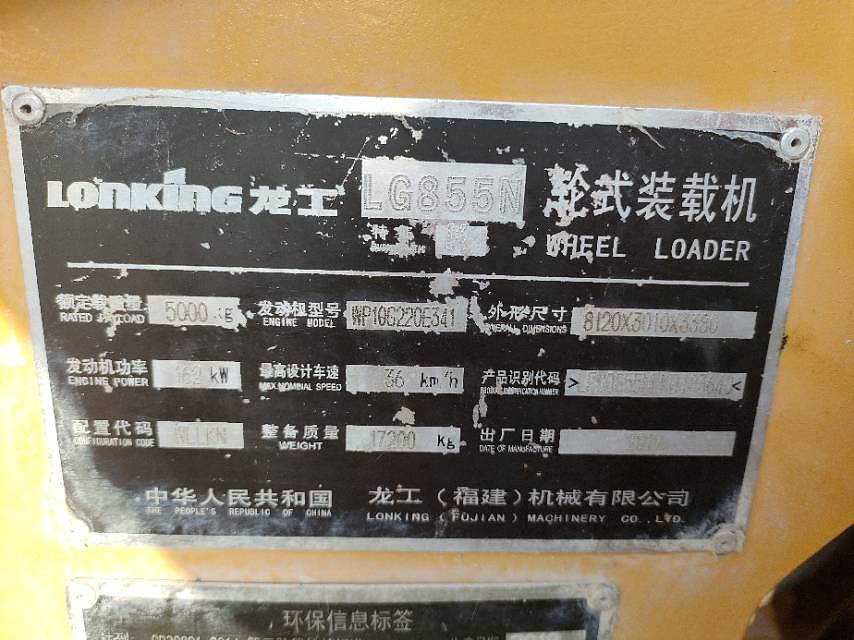 LONKING 龙工 LG855N 轮式装载机
WHEEL LOADER
额定载重量 5000 kg 发动机型号 WP10G220E341 外形尺寸
RATED ENGINE MODEL OVERALL DIMENSIONS
发动机功率 162 kW 最高设计车速 36 km/h 产品识别代码
ENGINE POWER MAX.NOMINAL SPEED
配置代码 整备质量 17200 kg 出厂日期
CONFIGURATION CODE WEIGHT DATE OF MANUFACTURE
中华人民共和国 龙工(福建)机械有限公司
THE PEOPLE'S REPUBLIC OF CHINA LONKING (FUJIAN) MACHINERY CO.,LTD.
环保信息标签